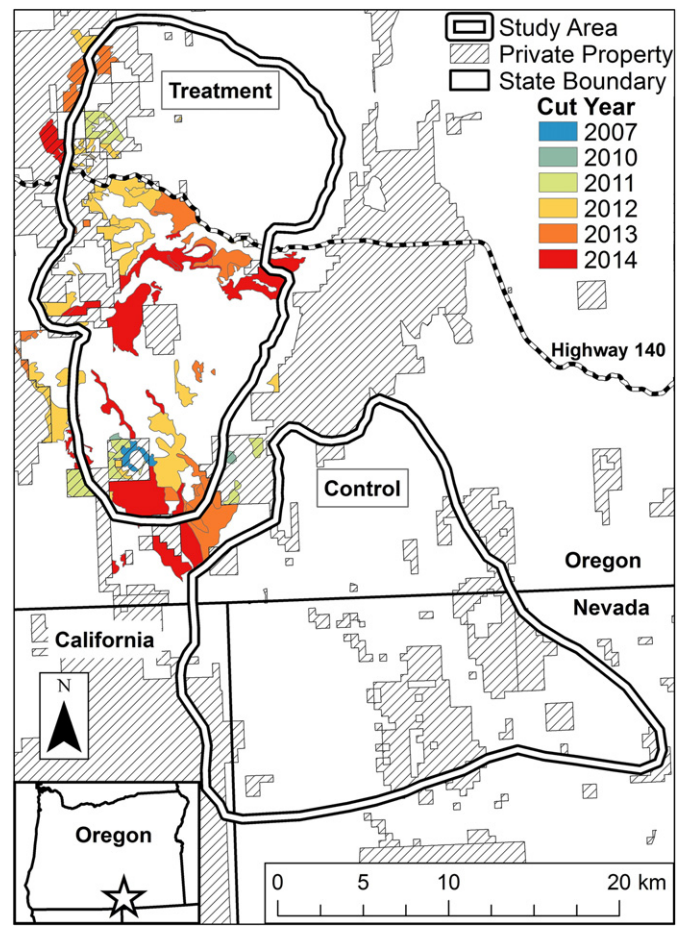 Study Area
Private Property
State Boundary
Cut Year
2007
2010
2011
2012
2013
2014
Treatment
Highway 140
Control
Oregon
Nevada
California
N
Oregon
0 5 10 20 km